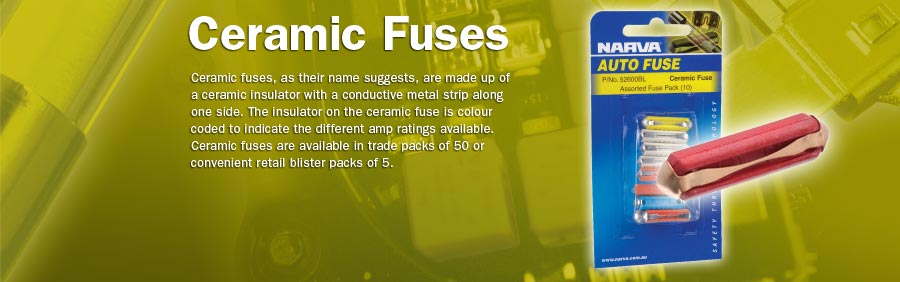 Ceramic Fuses
Ceramic fuses, as their name suggests, are made up of
a ceramic insulator with a conductive metal strip along
one side. The insulator on the ceramic fuse is colour
coded to indicate the different amp ratings available.
Ceramic fuses are available in trade packs of 50 or
convenient retail blister packs of 5.
NARVA
AUTO FUSE
P/No. 52600BL Ceramic Fuse
Assorted Fuse Pack (10)
www.narva.com.au